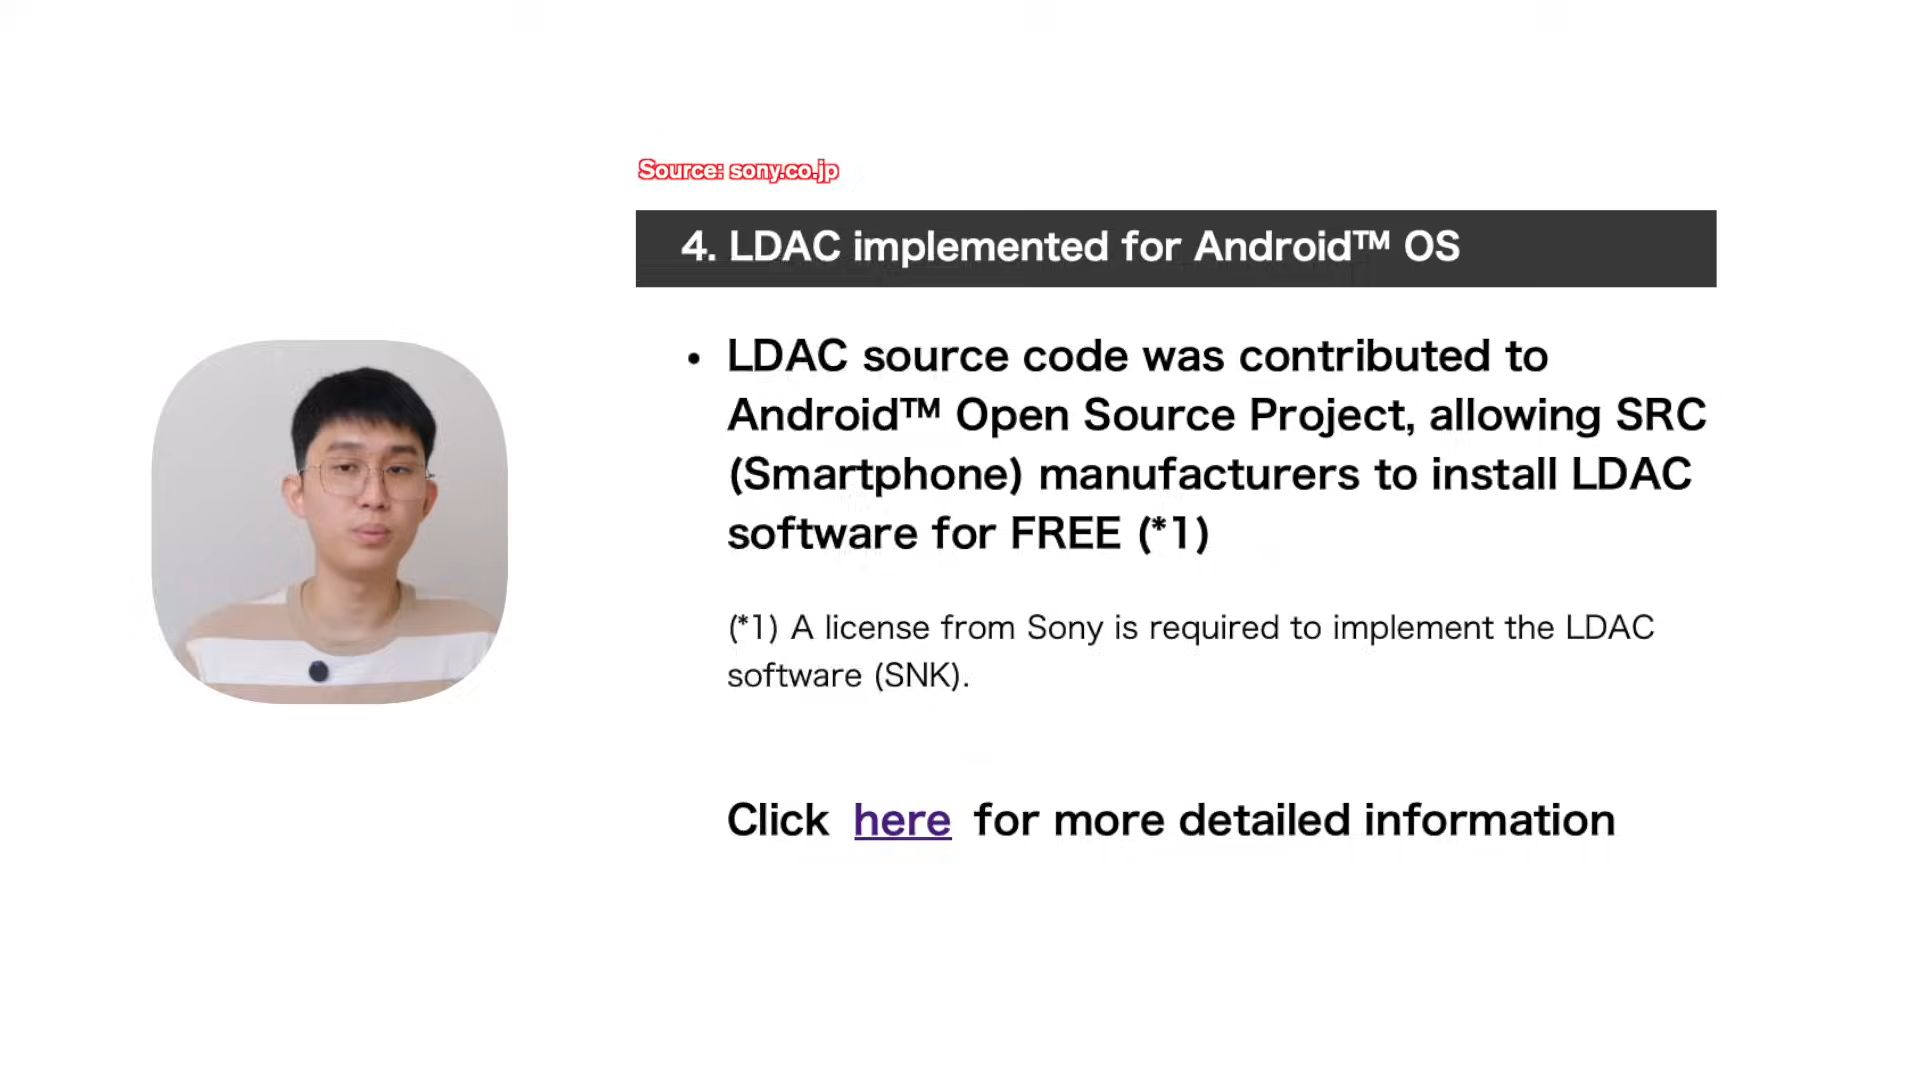 Source: sony.co.jp
4. LDAC implemented for Android™ OS
• LDAC source code was contributed to
Android™ Open Source Project, allowing SRC
(Smartphone) manufacturers to install LDAC
software for FREE (*1)
(*1) A license from Sony is required to implement the LDAC
software (SNK).
Click here for more detailed information